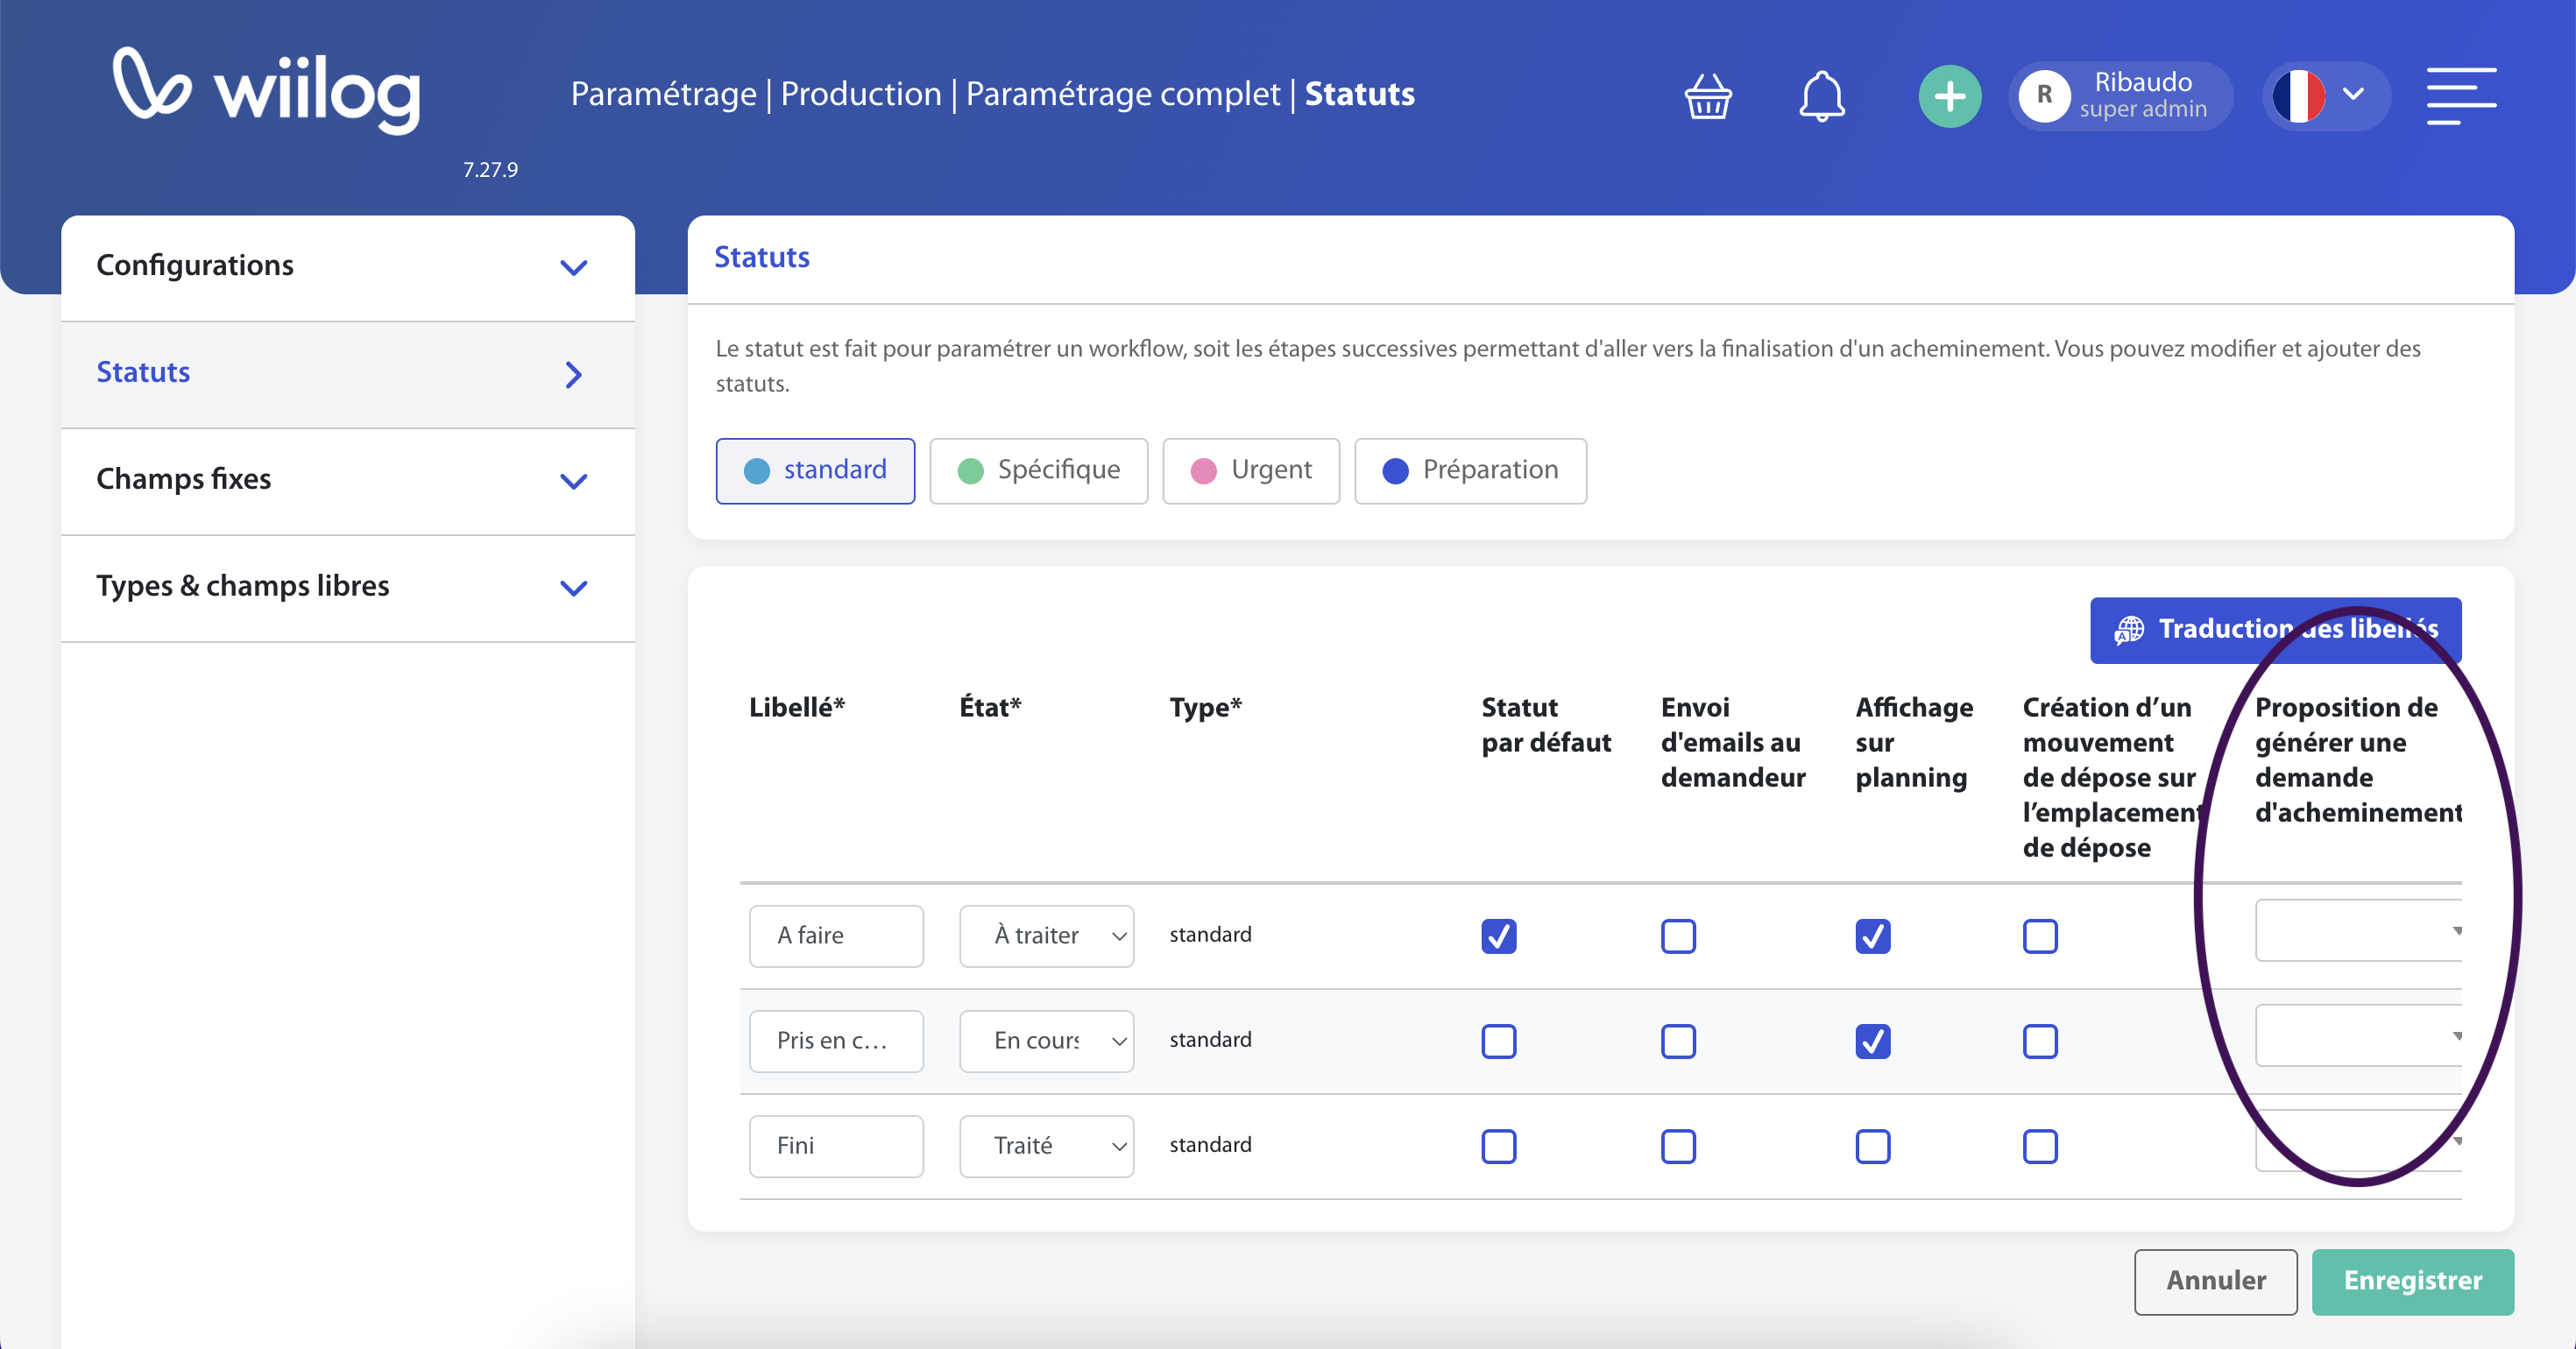 wiilog
7.27.9
Paramétrage | Production | Paramétrage complet | Statuts
R
Ribaudo
super admin
Configurations
Statuts
Champs fixes
Types & champs libres
Statuts
Le statut est fait pour paramétrer un workflow, soit les étapes successives permettant d'aller vers la finalisation d'un acheminement. Vous pouvez modifier et ajouter des
statuts.
standard
Spécifique
Urgent
Préparation
Traduction des libellés
Libellé*
État*
Type*
Statut
par défaut
Envoi
d'emails au
demandeur
Affichage
sur
planning
Création d’un
mouvement
de dépose sur
l’emplacement
de dépose
Proposition de
générer une
demande
d'acheminement
A faire
À traiter
standard
Pris en c...
En cours
standard
Fini
Traité
standard
Annuler
Enregistrer